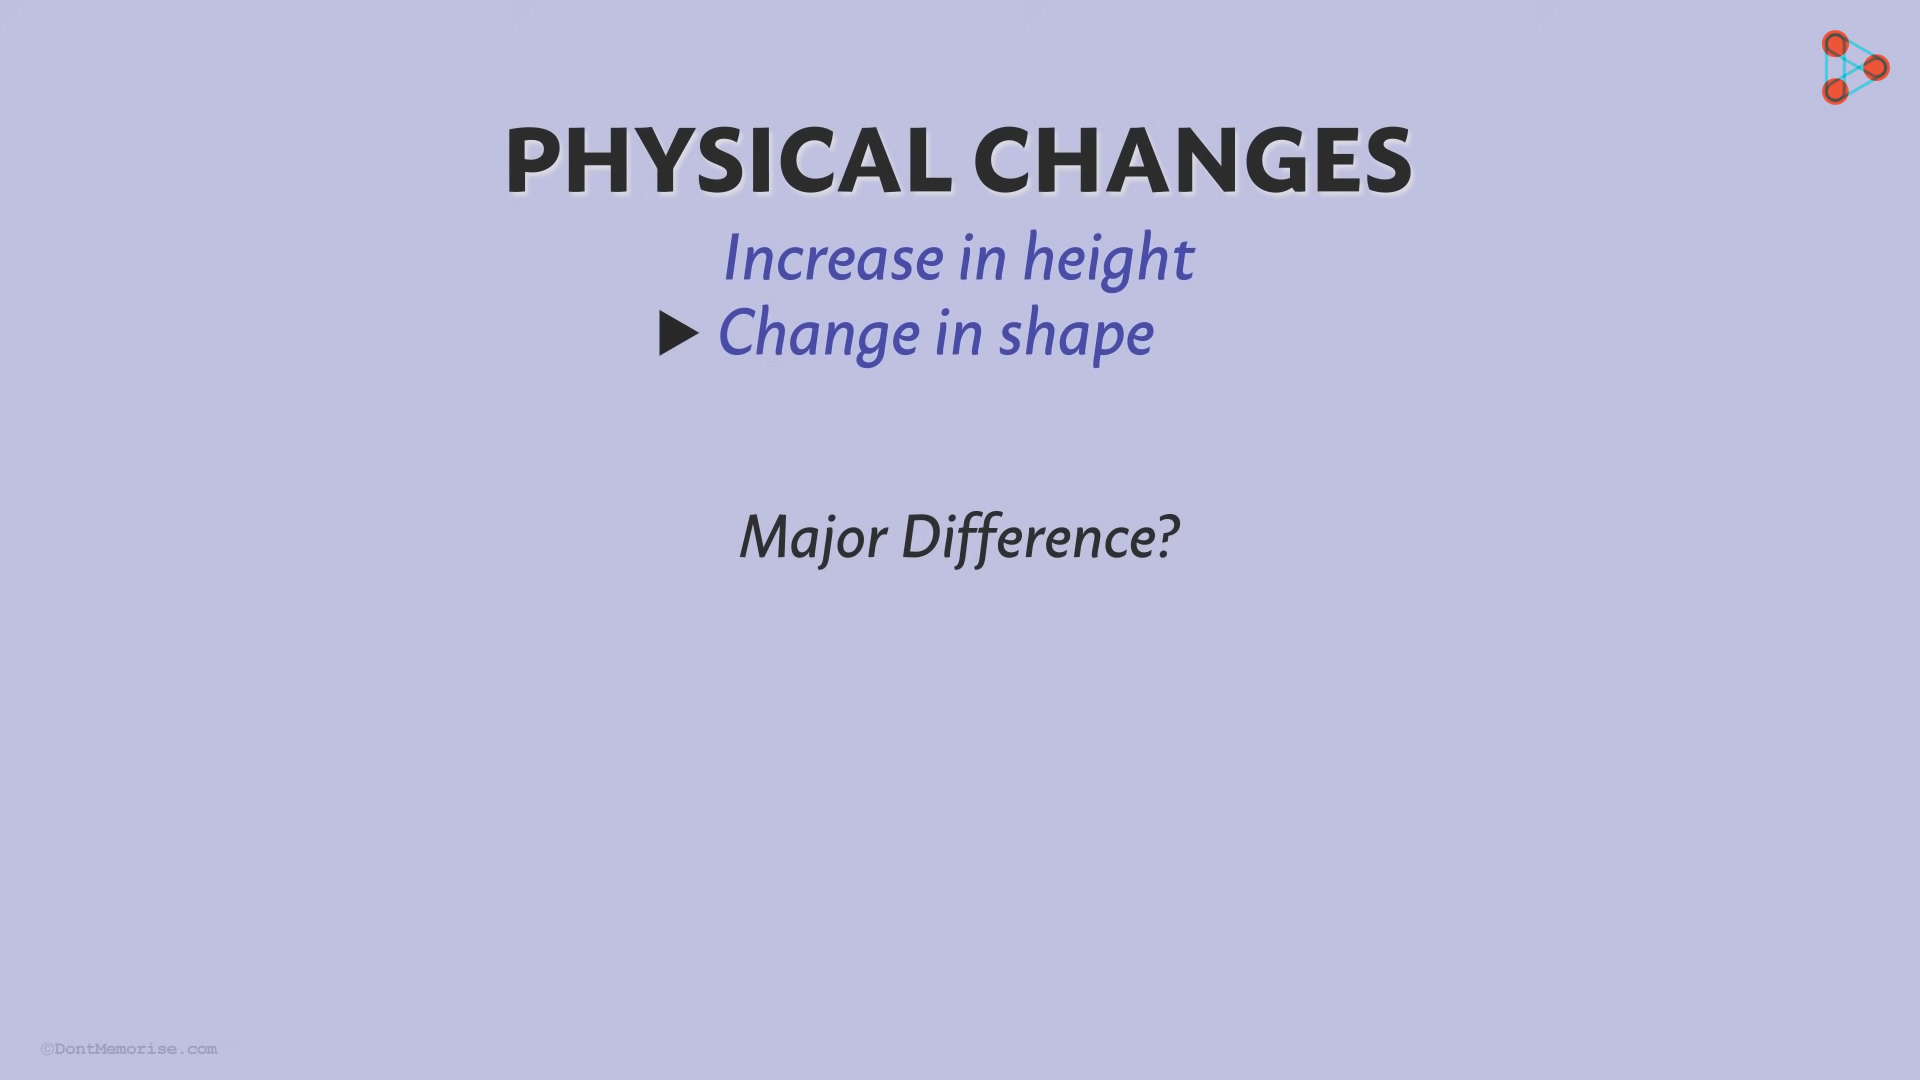 PHYSICAL CHANGES
Increase in height
Change in shape
Major Difference?
©DontMemorise.com